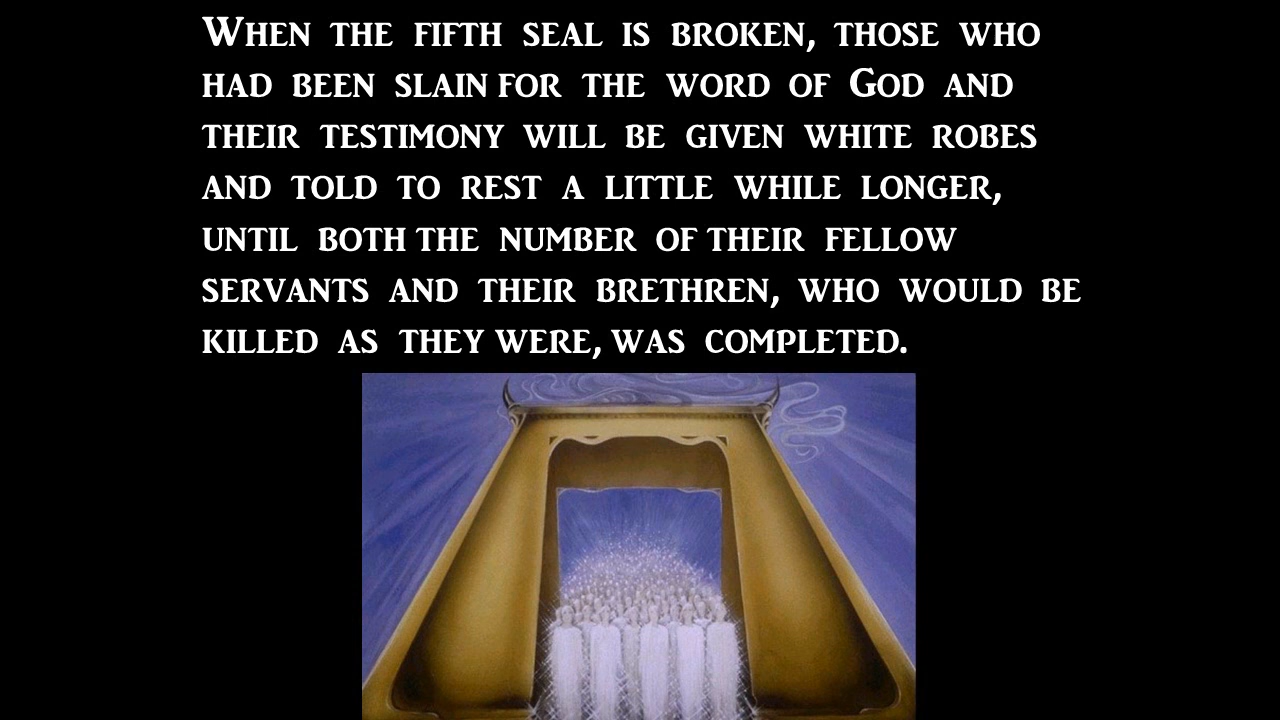 When the fifth seal is broken, those who
had been slain for the word of God and
their testimony will be given white robes
and told to rest a little while longer,
until both the number of their fellow
servants and their brethren, who would be
killed as they were, was completed.